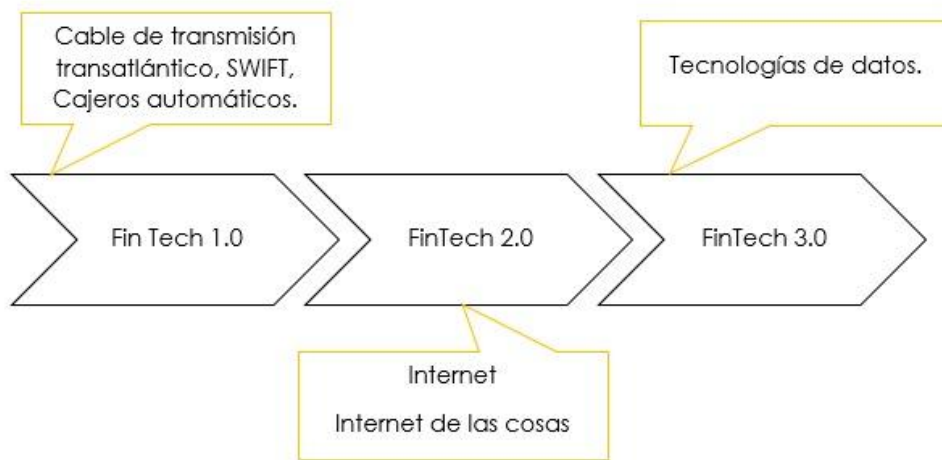 Cable de transmisión
transatlántico, SWIFT,
Cajeros automáticos.
Tecnologías de datos.
Fin Tech 1.0
FinTech 2.0
FinTech 3.0
Internet
Internet de las cosas